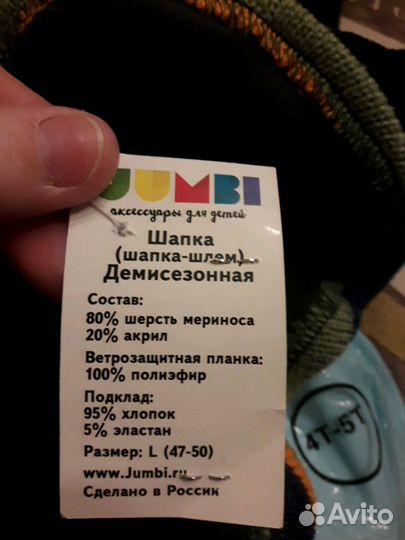 JUMBI
аксессуары для детей
Шапка
(шапка-шлем)
Демисезонная
Состав:
80% шерсть мериноса
20% акрил
Ветрозащитная планка:
100% полиэфир
Подклад:
95% хлопок
5% эластан
Размер: L (47-50)
www.Jumbi.ru
Сделано в России
4T-5T
Avito